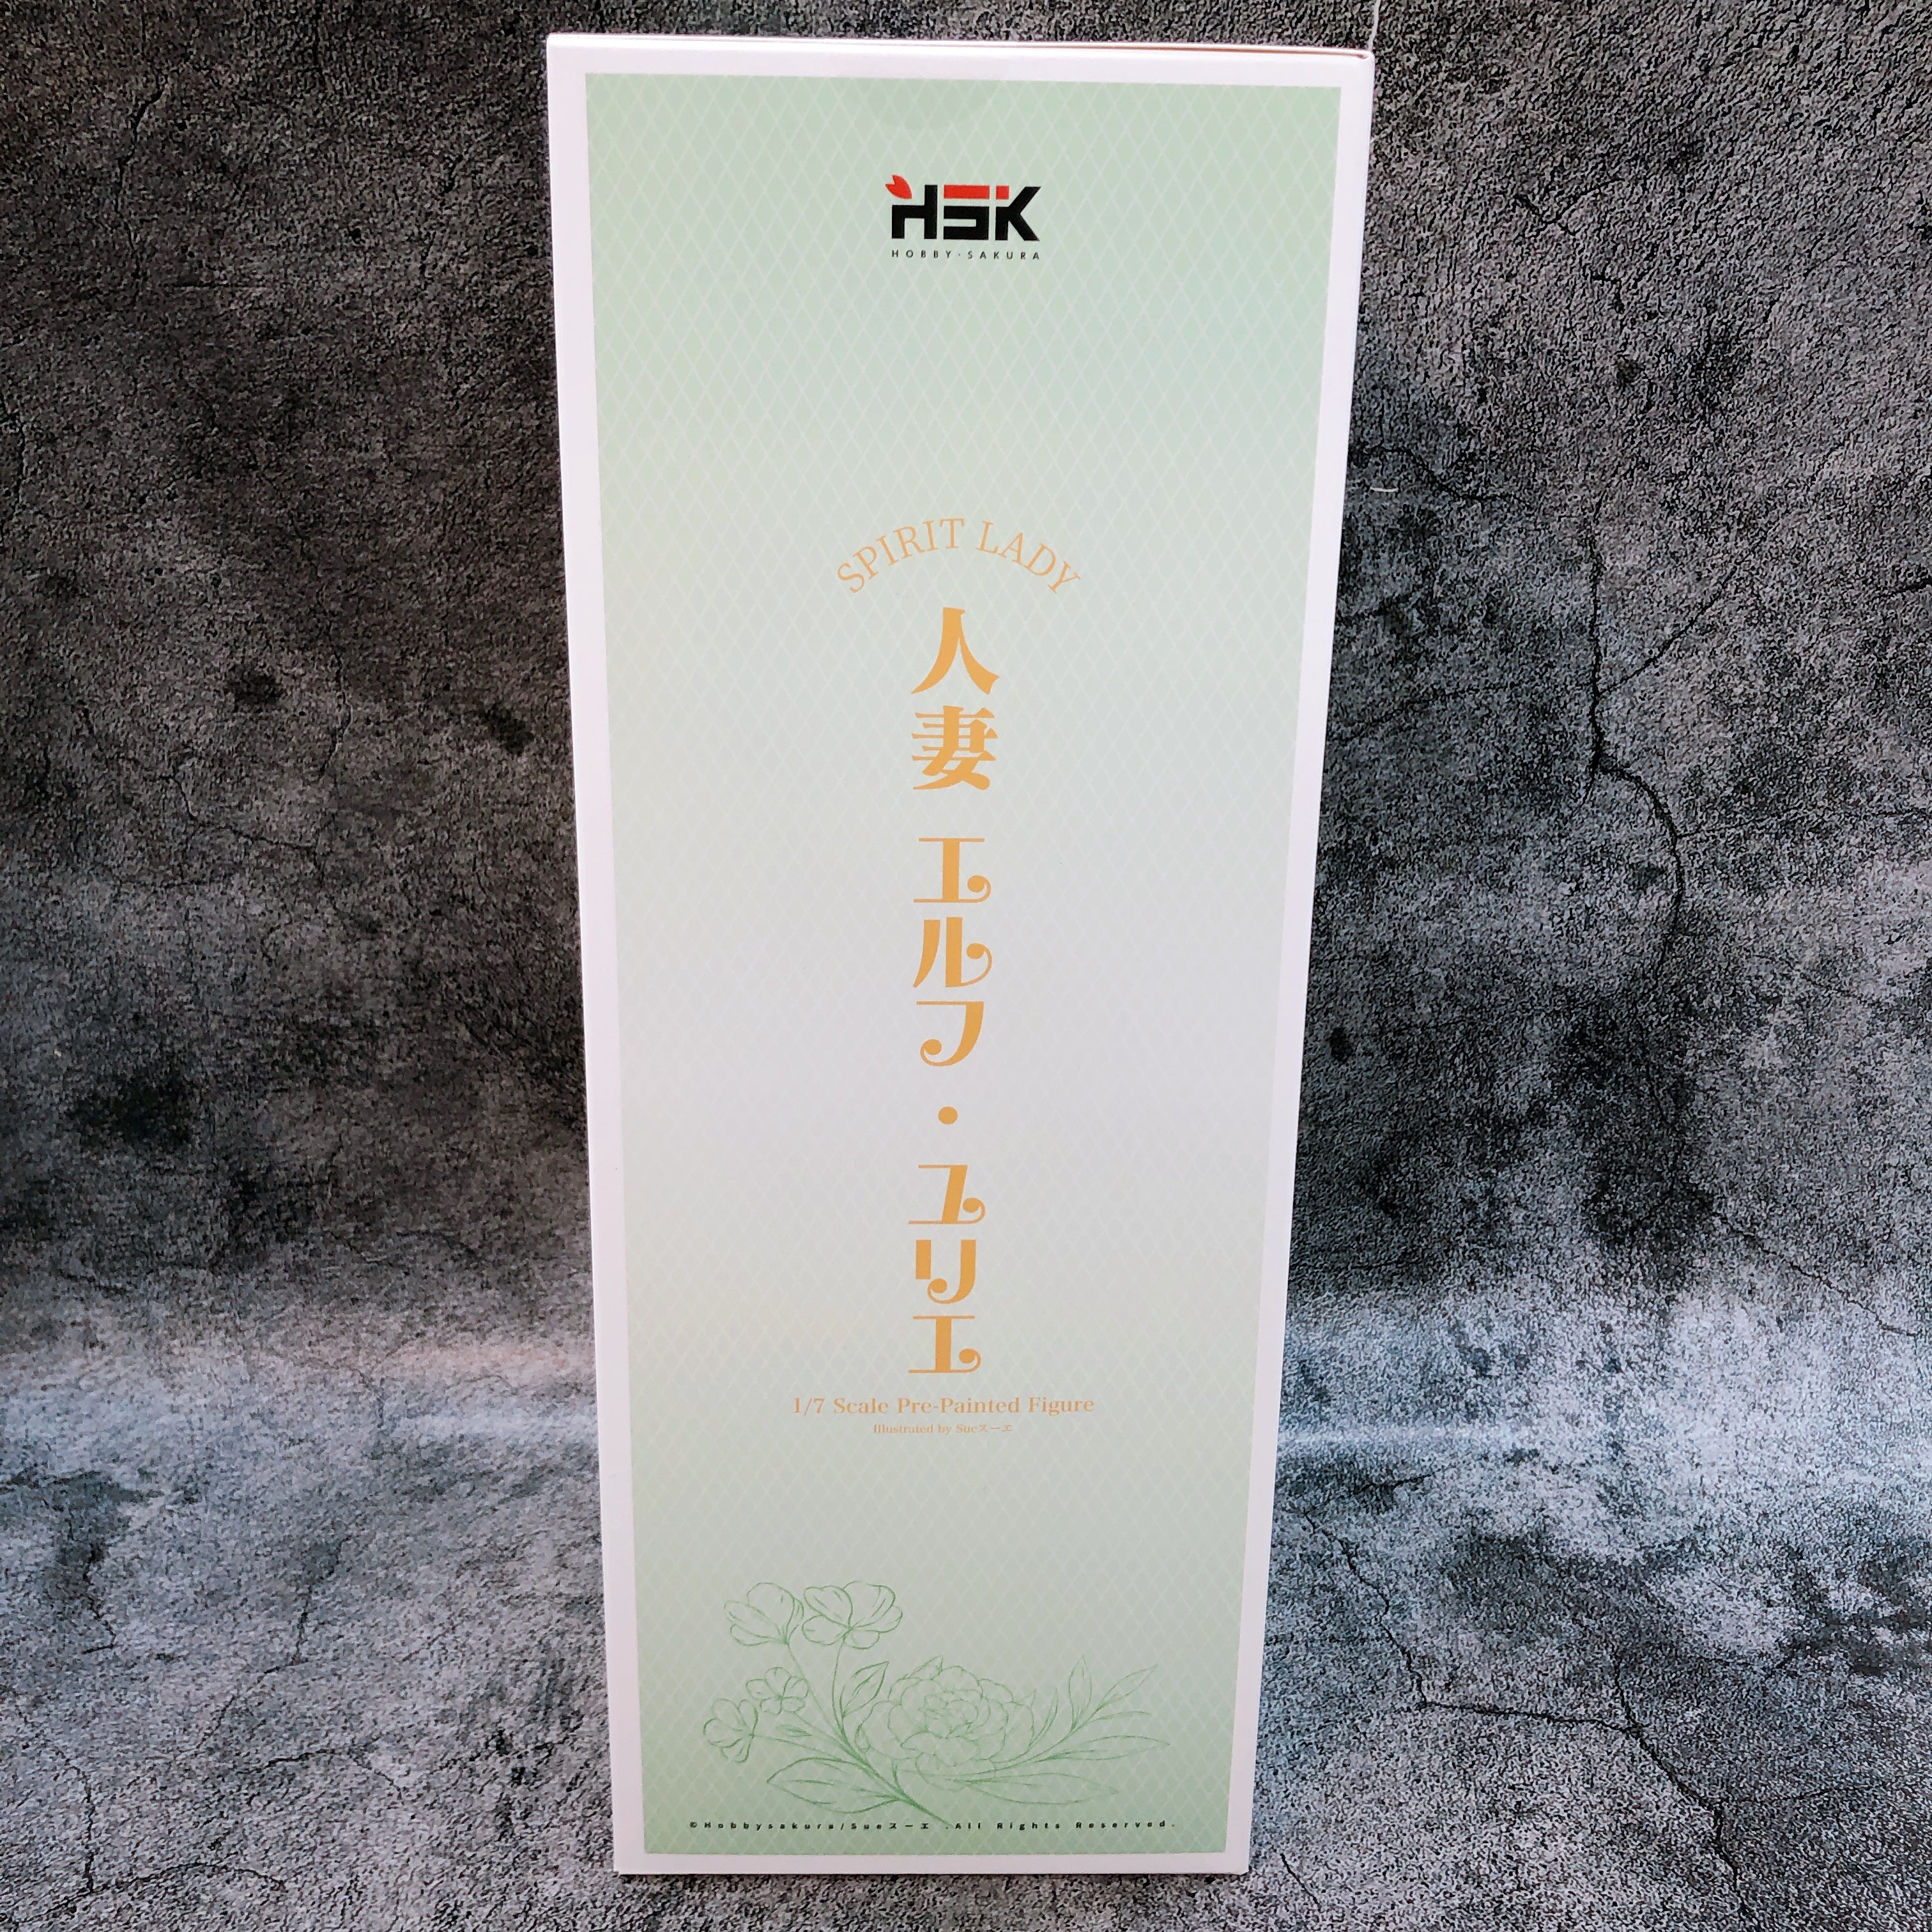 HSK
HOBBY·SAKURA
SPIRIT LADY
人妻 エルフ・ユリエ
1/7 Scale Pre-Painted Figure
Illustrated by Sueスーエ
©Hobbysakura/Sueスーエ .All Rights Reserved.